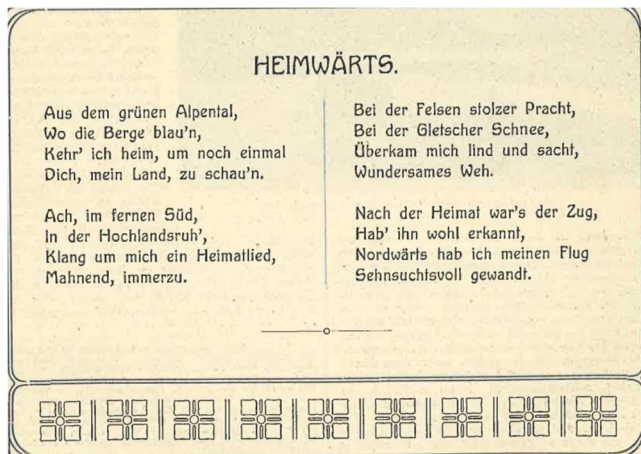 HEIMWÄRTS.
Aus dem grünen Alpental,
Wo die Berge blau'n,
Kehr' ich heim, um noch einmal
Dich, mein Land, zu schau'n.
Ach, im fernen Süd,
In der Hochlandsruh',
Klang um mich ein Heimatlied,
Mahnend, immerzu.
Bei der Felsen stolzer Pracht,
Bei der Gletscher Schnee,
Überkam mich lind und sacht,
Wundersames Weh.
Nach der Heimat war's der Zug,
Hab' ihn wohl erkannt,
Nordwärts hab ich meinen Flug
Sehnsuchtsvoll gewandt.